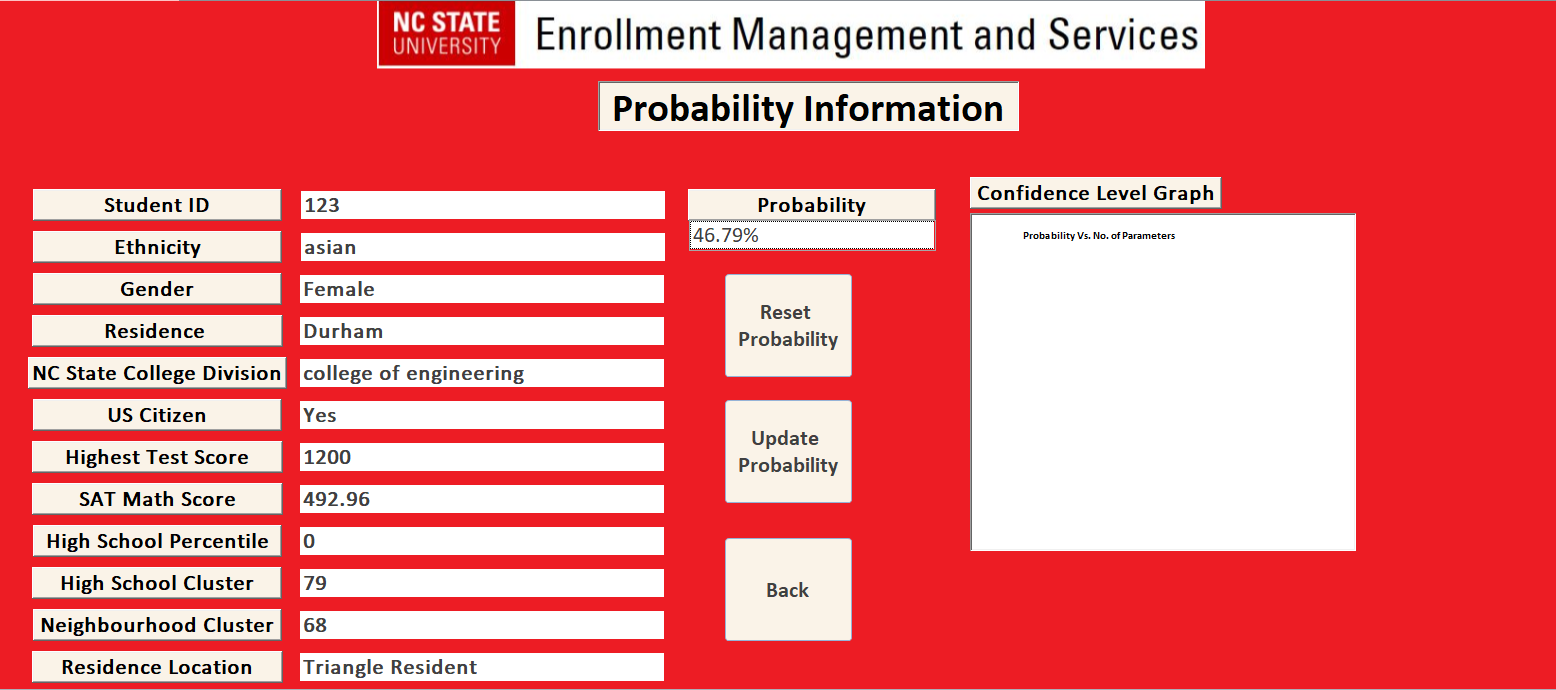 NC STATE
UNIVERSITY
Enrollment Management and Services
Probability Information
Student ID 123
Ethnicity asian
Gender Female
Residence Durham
NC State College Division college of engineering
US Citizen Yes
Highest Test Score 1200
SAT Math Score 492.96
High School Percentile 0
High School Cluster 79
Neighbourhood Cluster 68
Residence Location Triangle Resident
Probability
46.79%
Reset
Probability
Update
Probability
Back
Confidence Level Graph
Probability Vs. No. of Parameters